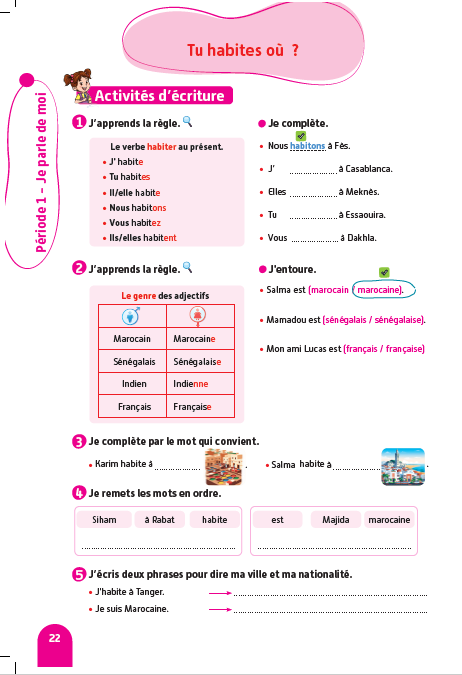 Tu habites où ?
Période 1 – Je parle de moi
Activités d'écriture
1 J'apprends la règle.
Le verbe habiter au présent.
• J' habite
• Tu habites
• Il/elle habite
• Nous habitons
• Vous habitez
• Ils/elles habitent
● Je complète.
• Nous habitons à Fès.
• J' .................... à Casablanca.
• Elles .................... à Meknès.
• Tu .................... à Essaouira.
• Vous .................... à Dakhla.
2 J'apprends la règle.
Le genre des adjectifs
Marocain Marocaine
Sénégalais Sénégalaise
Indien Indienne
Français Française
● J'entoure.
• Salma est (marocain / marocaine).
• Mamadou est (sénégalais / sénégalaise).
• Mon ami Lucas est (français / française)
3 Je complète par le mot qui convient.
• Karim habite à .................... .
• Salma habite à .................... .
4 Je remets les mots en ordre.
Siham à Rabat habite
est Majida marocaine
5 J'écris deux phrases pour dire ma ville et ma nationalité.
• J'habite à Tanger.
• Je suis Marocaine.
22